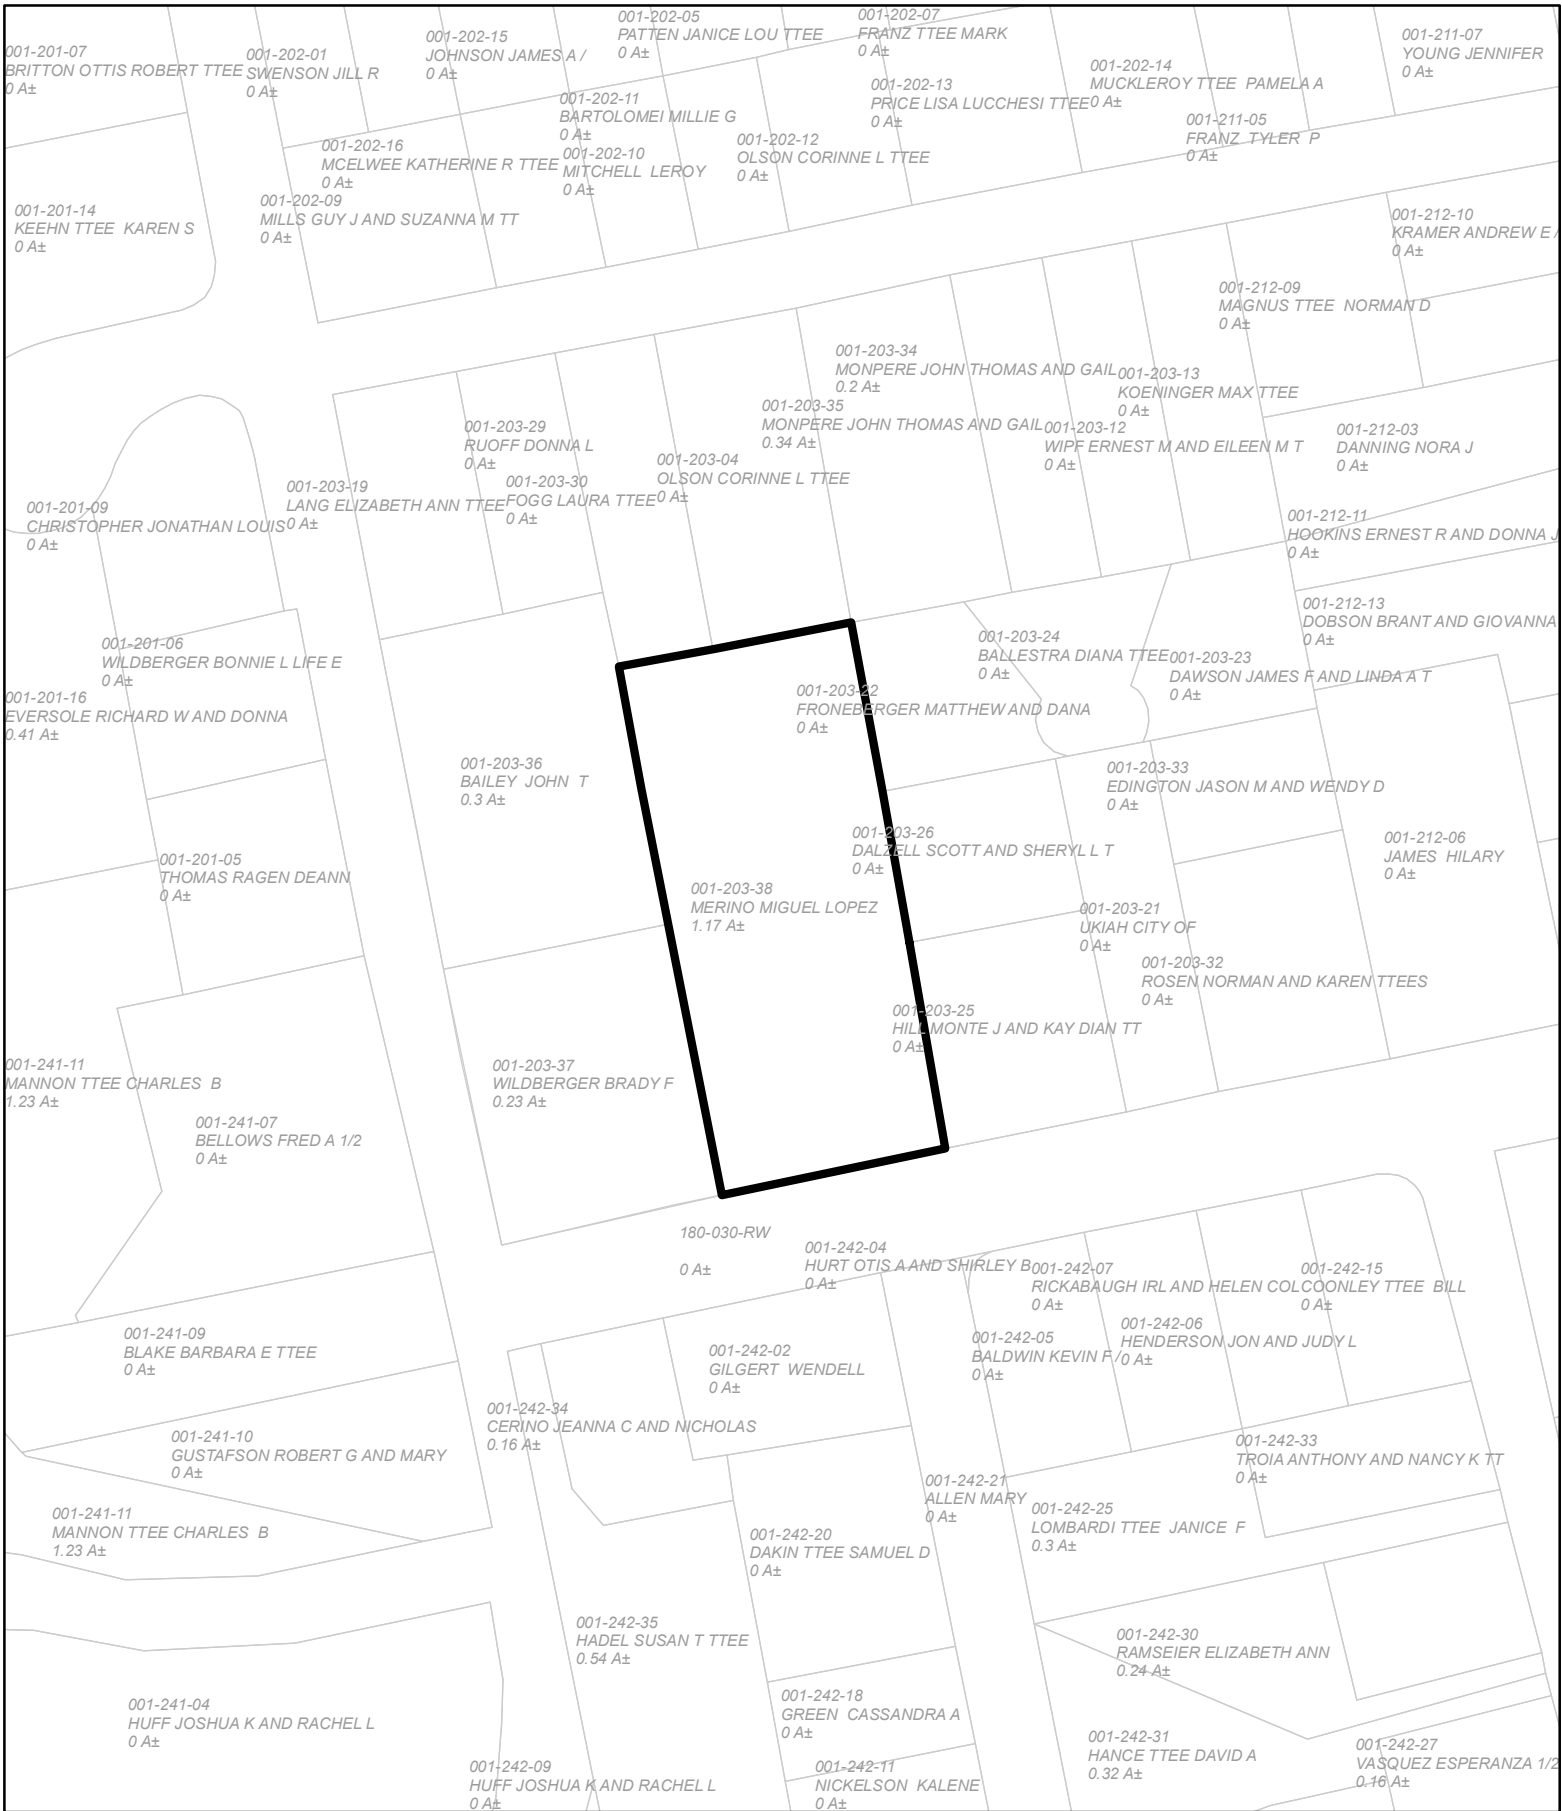 001-201-07
BRITTON OTTIS ROBERT TTEE
0 A±
001-202-01
SWENSON JILL R
0 A±
001-202-15
JOHNSON JAMES A /
0 A±
001-202-05
PATTEN JANICE LOU TTEE
0 A±
001-202-07
FRANZ TTEE MARK
0 A±
001-202-14
MUCKLEROY TTEE  PAMELA A
0 A±
001-211-07
YOUNG JENNIFER
0 A±
001-202-13
PRICE LISA LUCCHESI TTEE
0 A±
001-202-11
BARTOLOMEI MILLIE G
0 A±
001-211-05
FRANZ  TYLER  P
0 A±
001-202-16
MCELWEE KATHERINE R TTEE
0 A±
001-202-10
MITCHELL  LEROY
0 A±
001-202-12
OLSON CORINNE L TTEE
0 A±
001-201-14
KEEHN TTEE  KAREN S
0 A±
001-202-09
MILLS GUY J AND SUZANNA M TT
0 A±
001-212-10
KRAMER ANDREW E /
0 A±
001-212-09
MAGNUS TTEE  NORMAN D
0 A±
001-203-34
MONPERE JOHN THOMAS AND GAIL
0.2 A±
001-203-13
KOENINGER MAX TTEE
0 A±
001-203-35
MONPERE JOHN THOMAS AND GAIL
0.34 A±
001-203-12
WIPF ERNEST M AND EILEEN M T
0 A±
001-212-03
DANNING NORA J
0 A±
001-203-29
RUOFF DONNA L
0 A±
001-203-04
OLSON CORINNE L TTEE
0 A±
001-203-19
LANG ELIZABETH ANN TTEE
0 A±
001-203-30
FOGG LAURA TTEE
0 A±
001-201-09
CHRISTOPHER JONATHAN LOUIS
0 A±
001-212-11
HOOKINS ERNEST R AND DONNA J
0 A±
001-212-13
DOBSON BRANT AND GIOVANNA
0 A±
001-201-06
WILDBERGER BONNIE L LIFE E
0 A±
001-203-24
BALLESTRA DIANA TTEE
0 A±
001-203-23
DAWSON JAMES F AND LINDA A T
0 A±
001-201-16
EVERSOLE RICHARD W AND DONNA
0.41 A±
001-203-22
FRONEBERGER MATTHEW AND DANA
0 A±
001-203-36
BAILEY  JOHN  T
0.3 A±
001-203-33
EDINGTON JASON M AND WENDY D
0 A±
001-203-26
DALZELL SCOTT AND SHERYL L T
0 A±
001-212-06
JAMES  HILARY
0 A±
001-201-05
THOMAS RAGEN DEANN
0 A±
001-203-38
MERINO MIGUEL LOPEZ
1.17 A±
001-203-21
UKIAH CITY OF
0 A±
001-203-32
ROSEN NORMAN AND KAREN TTEES
0 A±
001-203-25
HILL MONTE J AND KAY DIAN TT
0 A±
001-241-11
MANNON TTEE CHARLES  B
1.23 A±
001-203-37
WILDBERGER BRADY F
0.23 A±
001-241-07
BELLOWS FRED A 1/2
0 A±
180-030-RW
0 A±
001-242-04
HURT OTIS A AND SHIRLEY B
0 A±
001-242-07
RICKABAUGH IRL AND HELEN COL
0 A±
001-242-15
COONLEY TTEE  BILL
0 A±
001-241-09
BLAKE BARBARA E TTEE
0 A±
001-242-02
GILGERT  WENDELL
0 A±
001-242-05
BALDWIN KEVIN F /
0 A±
001-242-06
HENDERSON JON AND JUDY L
0 A±
001-242-34
CERINO JEANNA C AND NICHOLAS
0.16 A±
001-241-10
GUSTAFSON ROBERT G AND MARY
0 A±
001-242-33
TROIA ANTHONY AND NANCY K TT
0 A±
001-242-21
ALLEN MARY
0 A±
001-241-11
MANNON TTEE CHARLES  B
1.23 A±
001-242-25
LOMBARDI TTEE  JANICE  F
0.3 A±
001-242-20
DAKIN TTEE SAMUEL D
0 A±
001-242-35
HADEL SUSAN T TTEE
0.54 A±
001-242-30
RAMSEIER ELIZABETH ANN
0.24 A±
001-241-04
HUFF JOSHUA K AND RACHEL L
0 A±
001-242-18
GREEN  CASSANDRA A
0 A±
001-242-31
HANCE TTEE DAVID A
0.32 A±
001-242-27
VASQUEZ ESPERANZA 1/2
0.16 A±
001-242-09
HUFF JOSHUA K AND RACHEL L
0 A±
001-242-11
NICKELSON  KALENE
0 A±